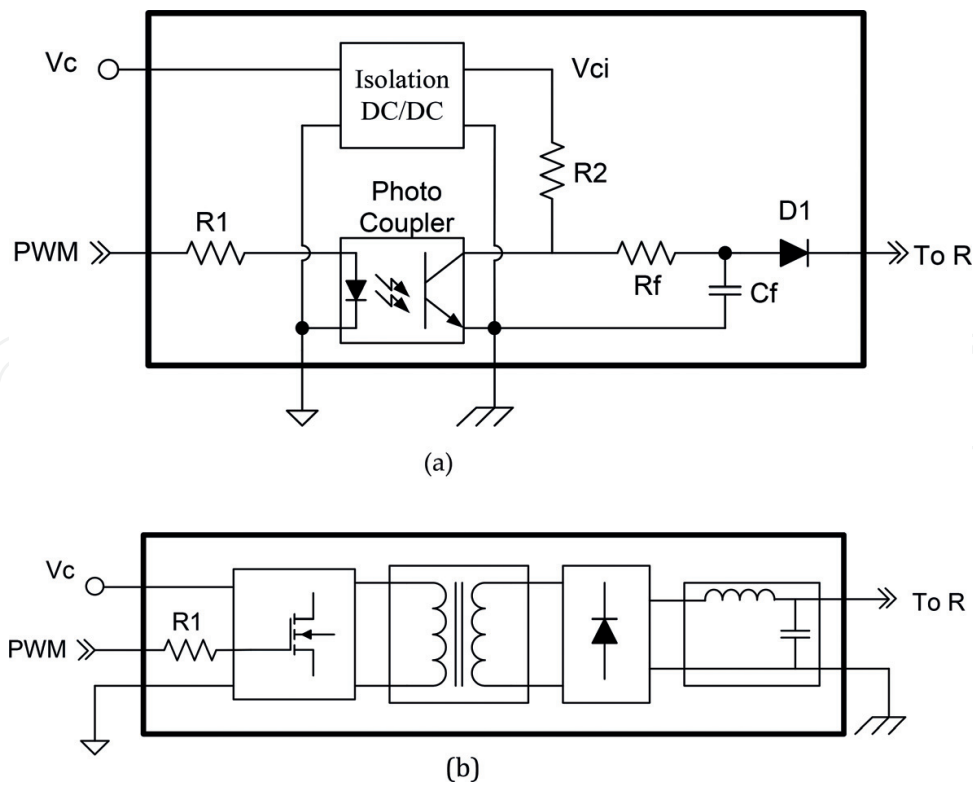 Vc
Isolation
DC/DC
Vci
R2
Photo
Coupler
R1
D1
PWM
To R
Rf
Cf
(a)
Vc
R1
PWM
To R
(b)